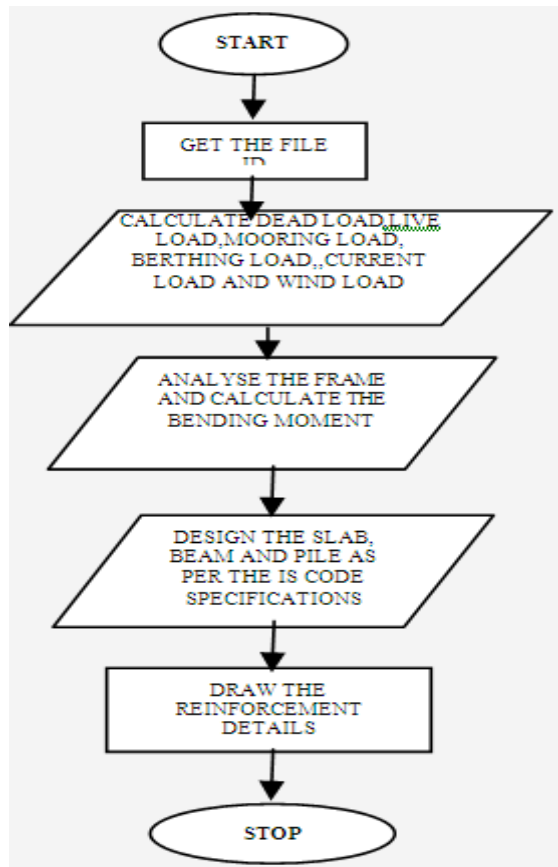 START
GET THE FILE
ID
CALCULATE DEAD LOAD,LIVE
LOAD,MOORING LOAD,
BERTHING LOAD,,CURRENT
LOAD AND WIND LOAD
ANALYSE THE FRAME
AND CALCULATE THE
BENDING MOMENT
DESIGN THE SLAB,
BEAM AND PILE AS
PER THE IS CODE
SPECIFICATIONS
DRAW THE
REINFORCEMENT
DETAILS
STOP